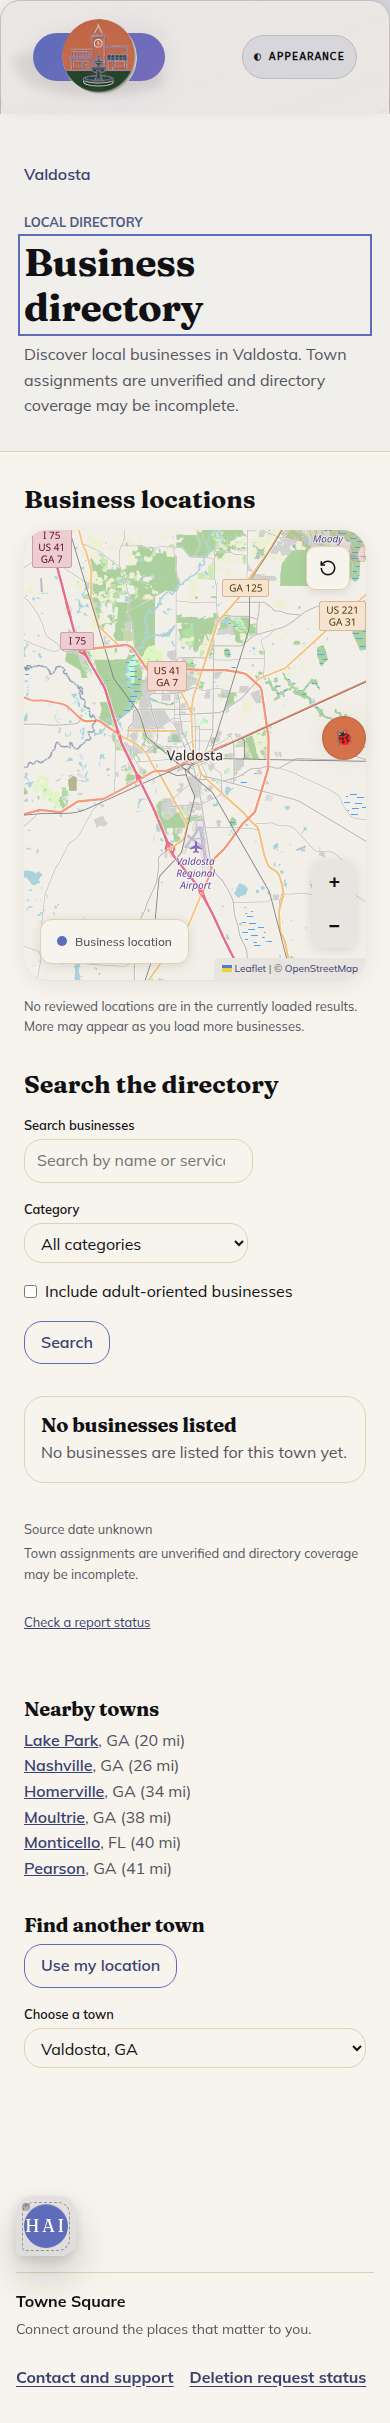 APPEARANCE
Valdosta
LOCAL DIRECTORY
Business
directory
Discover local businesses in Valdosta. Town
assignments are unverified and directory
coverage may be incomplete.
Business locations
I 75
US 41
GA 7
Moody
GA 125
US 221
GA 31
I 75
US 41
GA 7
Valdosta
Valdosta
Regional
Airport
+
−
Business location
Leaflet | © OpenStreetMap
No reviewed locations are in the currently loaded results.
More may appear as you load more businesses.
Search the directory
Search businesses
Search by name or servic
Category
All categories
Include adult-oriented businesses
Search
No businesses listed
No businesses are listed for this town yet.
Source date unknown
Town assignments are unverified and directory coverage
may be incomplete.
Check a report status
Nearby towns
Lake Park, GA (20 mi)
Nashville, GA (26 mi)
Homerville, GA (34 mi)
Moultrie, GA (38 mi)
Monticello, FL (40 mi)
Pearson, GA (41 mi)
Find another town
Use my location
Choose a town
Valdosta, GA
HAI
Towne Square
Connect around the places that matter to you.
Contact and support Deletion request status